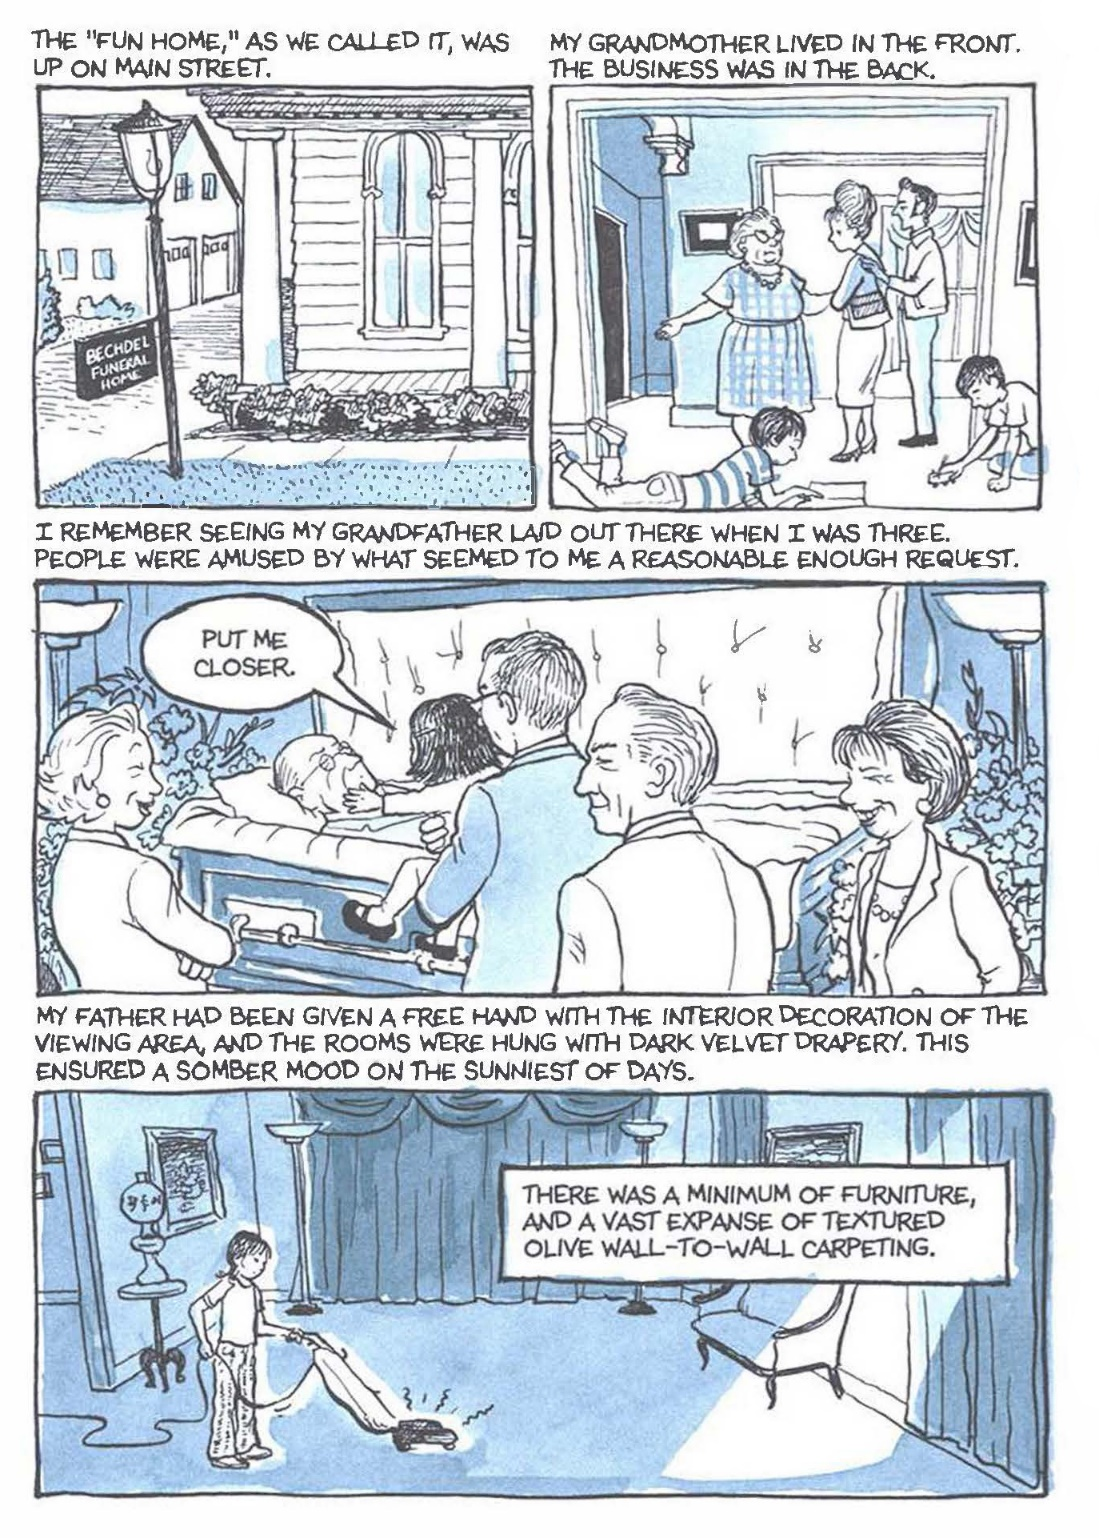 THE "FUN HOME," AS WE CALLED IT, WAS
UP ON MAIN STREET.
MY GRANDMOTHER LIVED IN THE FRONT.
THE BUSINESS WAS IN THE BACK.
BECHDEL
FUNERAL
HOME
I REMEMBER SEEING MY GRANDFATHER LAID OUT THERE WHEN I WAS THREE.
PEOPLE WERE AMUSED BY WHAT SEEMED TO ME A REASONABLE ENOUGH REQUEST.
PUT ME
CLOSER.
MY FATHER HAD BEEN GIVEN A FREE HAND WITH THE INTERIOR DECORATION OF THE
VIEWING AREA, AND THE ROOMS WERE HUNG WITH DARK VELVET DRAPERY. THIS
ENSURED A SOMBER MOOD ON THE SUNNIEST OF DAYS.
THERE WAS A MINIMUM OF FURNITURE,
AND A VAST EXPANSE OF TEXTURED
OLIVE WALL-TO-WALL CARPETING.